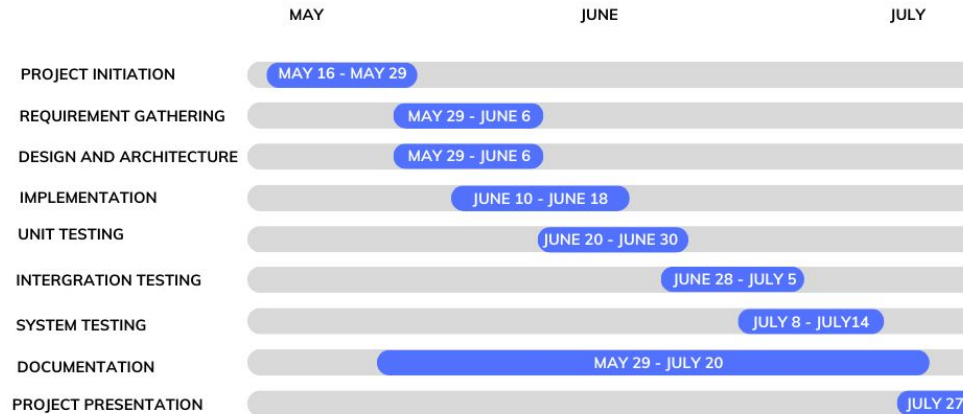 MAY JUNE JULY
PROJECT INITIATION MAY 16 - MAY 29
REQUIREMENT GATHERING MAY 29 - JUNE 6
DESIGN AND ARCHITECTURE MAY 29 - JUNE 6
IMPLEMENTATION JUNE 10 - JUNE 18
UNIT TESTING JUNE 20 - JUNE 30
INTERGRATION TESTING JUNE 28 - JULY 5
SYSTEM TESTING JULY 8 - JULY14
DOCUMENTATION MAY 29 - JULY 20
PROJECT PRESENTATION JULY 27